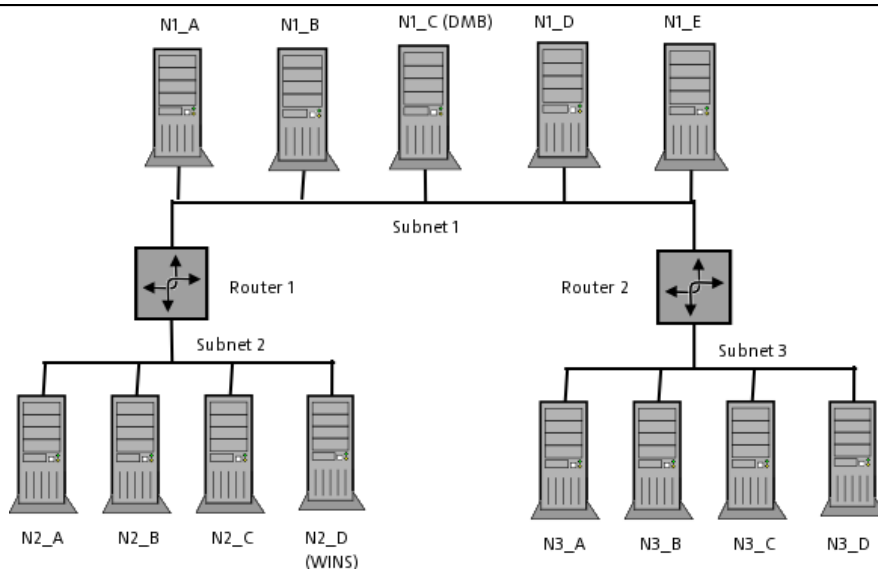 N1_A N1_B N1_C (DMB) N1_D N1_E
Subnet 1
Router 1 Router 2
Subnet 2 Subnet 3
N2_A N2_B N2_C N2_D N3_A N3_B N3_C N3_D
(WINS)